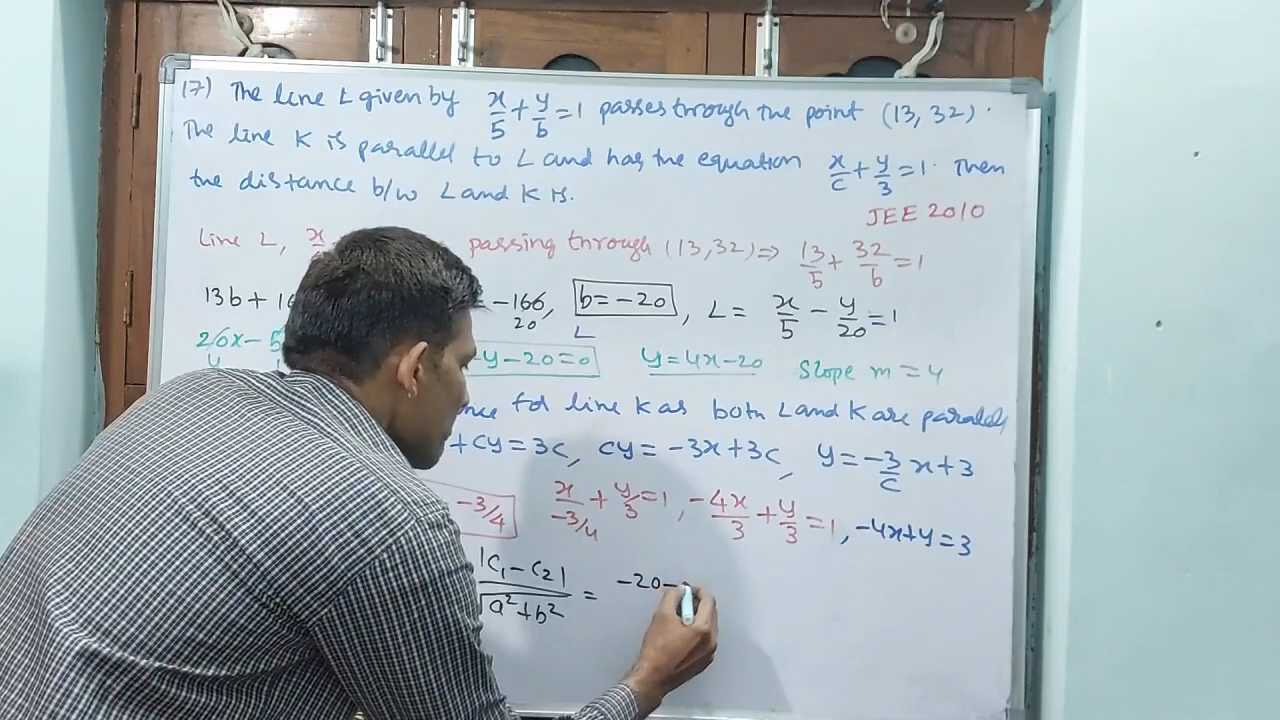 17) The line L given by x/5 + y/b = 1 passes through the point (13, 32).
The line K is parallel to L and has the equation x/c + y/3 = 1. Then
the distance b/w L and K is.
JEE 2010
Line L, x passing through (13,32) ⇒ 13/5 + 32/b = 1
13b + 16 -160/20, b = -20, L = x/5 - y/20 = 1
L
20x - 5 -y-20=0 y=4x-20 Slope m = 4
line K as both L and K are parallel
+cy = 3c, cy = -3x+3c, y = -3/c x+3
-3/4 x/-3/4 + y/3 = 1, -4x/3 + y/3 = 1, -4x+y=3
|c₁-c₂|/√a²+b² = -20-